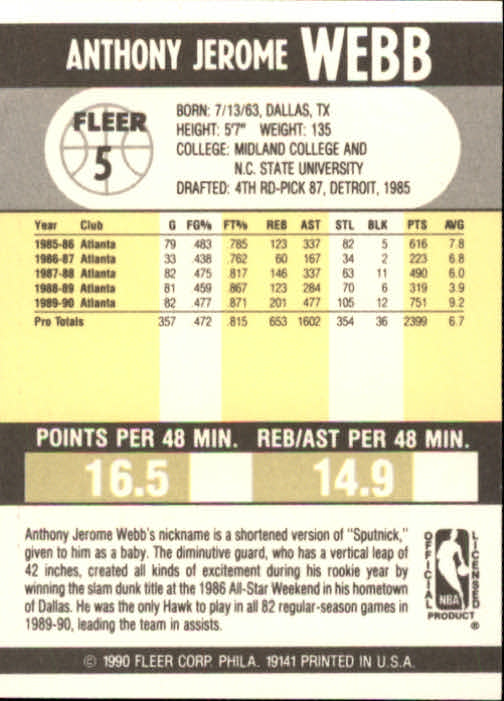 ANTHONY JEROME WEBB
FLEER
5
BORN: 7/13/63, DALLAS, TX
HEIGHT: 5'7" WEIGHT: 135
COLLEGE: MIDLAND COLLEGE AND
N.C. STATE UNIVERSITY
DRAFTED: 4TH RD-PICK 87, DETROIT, 1985
Year Club G FG% FT% REB AST STL BLK PTS AVG
1985-86 Atlanta 79 .483 .785 123 337 82 5 616 7.8
1986-87 Atlanta 33 .438 .762 60 167 34 2 223 6.8
1987-88 Atlanta 82 .475 .817 146 337 63 11 490 6.0
1988-89 Atlanta 81 .459 .867 123 284 70 6 319 3.9
1989-90 Atlanta 82 .477 .871 201 477 105 12 751 9.2
Pro Totals 357 .472 .815 653 1602 354 36 2399 6.7
POINTS PER 48 MIN. REB/AST PER 48 MIN.
16.5 14.9
Anthony Jerome Webb's nickname is a shortened version of "Sputnick,"
given to him as a baby. The diminutive guard, who has a vertical leap of
42 inches, created all kinds of excitement during his rookie year by
winning the slam dunk title at the 1986 All-Star Weekend in his hometown
of Dallas. He was the only Hawk to play in all 82 regular-season games in
1989-90, leading the team in assists.
OFFICIAL
LICENSED
NBA
PRODUCT
®
© 1990 FLEER CORP. PHILA. 19141 PRINTED IN U.S.A.